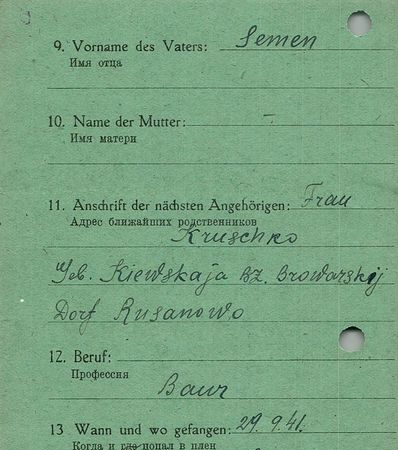 9. Vorname des Vaters: Semen
Имя отца
10. Name der Mutter: –
Имя матери
11. Anschrift der nächsten Angehörigen: Frau
Адрес ближайших родственников
Kruschko
Geb. Kiewskaja Bz. Browarskij
Dorf Rusanowo
12. Beruf:
Профессия
Baur
13 Wann und wo gefangen: 29.9.41.
Когда и где попал в плен